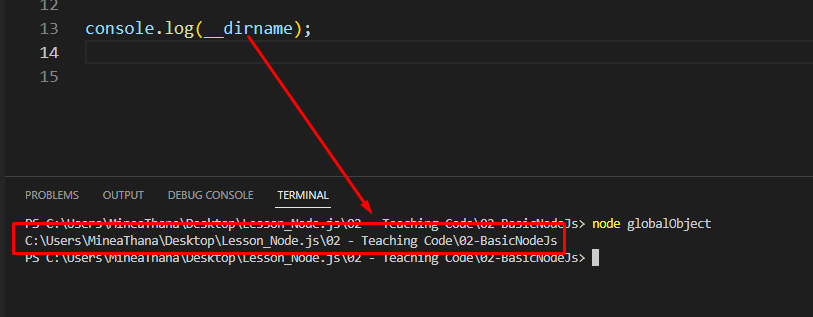 12
13 console.log(__dirname);
14
15
PROBLEMS OUTPUT DEBUG CONSOLE TERMINAL
PS C:\Users\MineaThana\Desktop\Lesson_Node.js\02 - Teaching Code\02-BasicNodeJs> node globalObject
C:\Users\MineaThana\Desktop\Lesson_Node.js\02 - Teaching Code\02-BasicNodeJs
PS C:\Users\MineaThana\Desktop\Lesson_Node.js\02 - Teaching Code\02-BasicNodeJs>